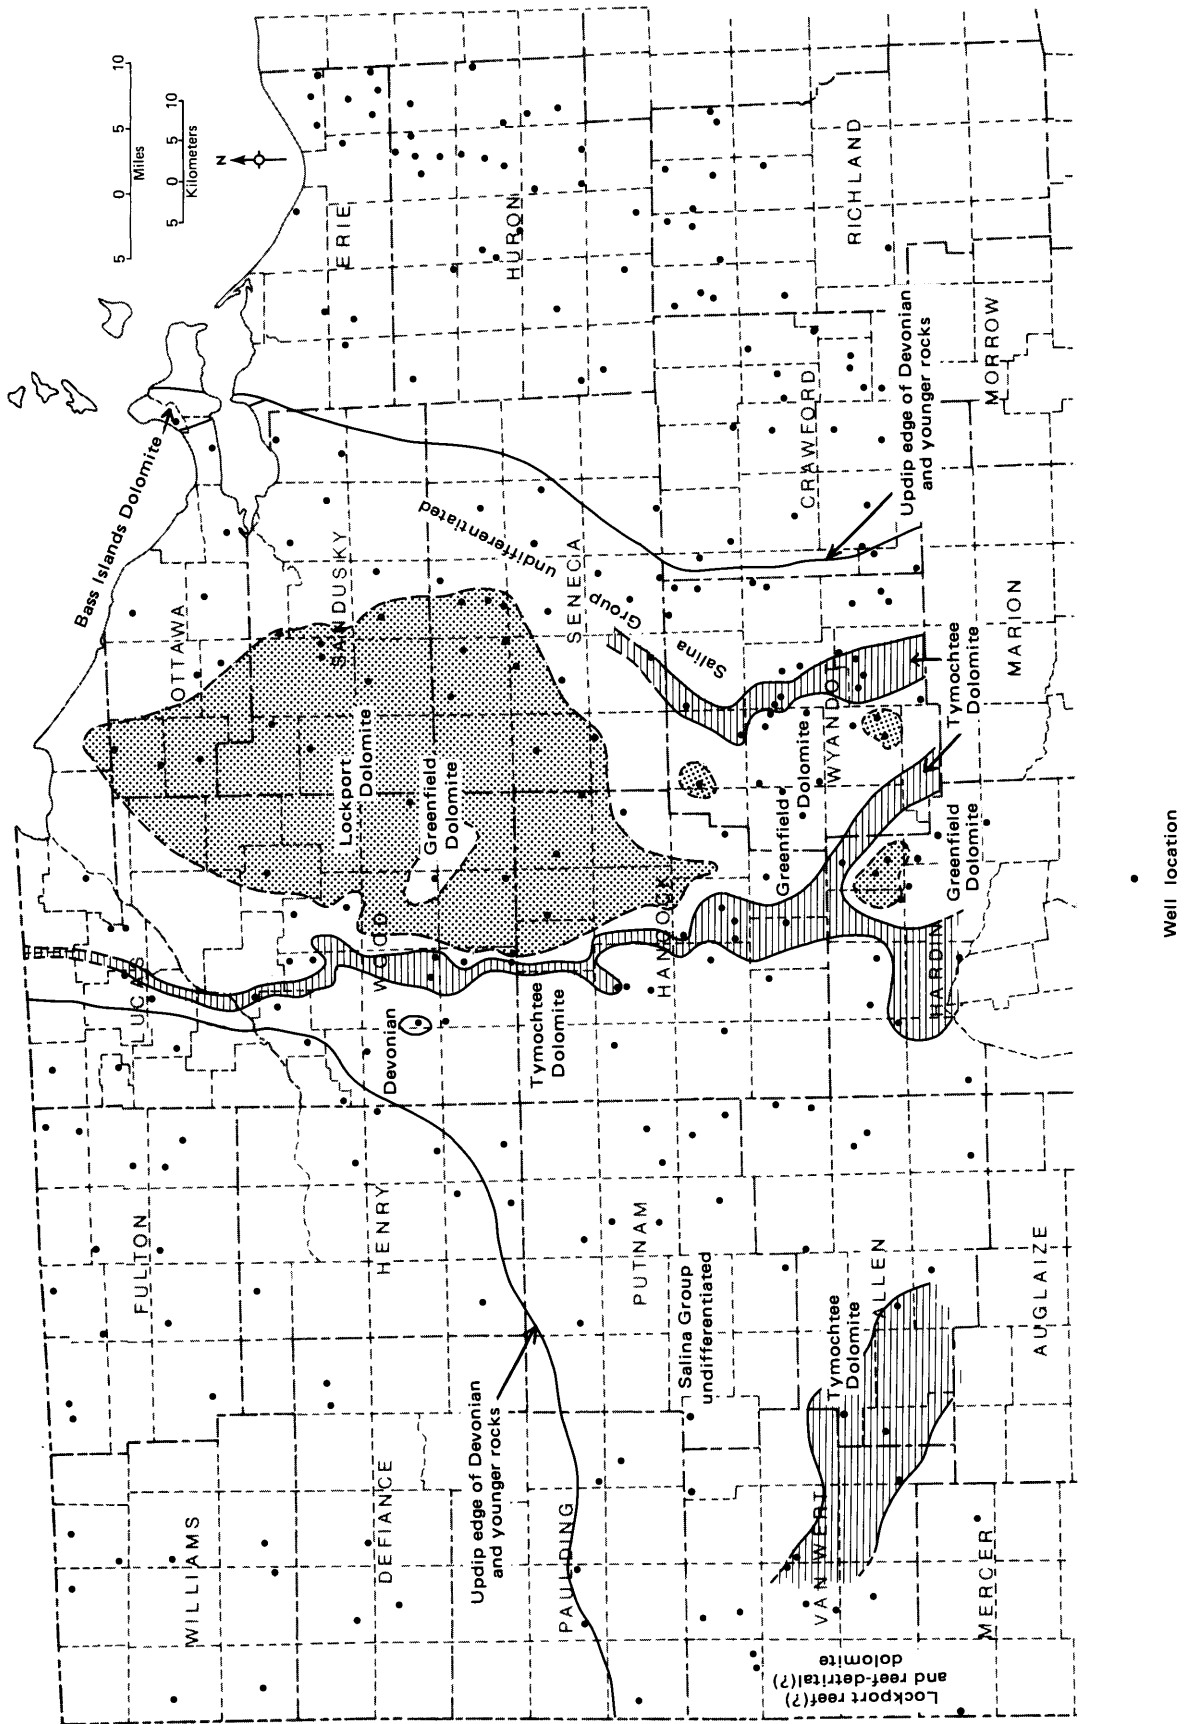 10
5
0
5
Miles
10
5
0
5
Kilometers
N
Bass Islands Dolomite
OTTAWA
LUCAS
FULTON
WILLIAMS
ERIE
SANDUSKY
WOOD
HENRY
DEFIANCE
HURON
SENECA
HANCOCK
PUTNAM
PAULDING
RICHLAND
CRAWFORD
WYANDOT
HARDIN
ALLEN
VAN WERT
MORROW
MARION
AUGLAIZE
MERCER
Lockport
Dolomite
Greenfield
Dolomite
Devonian
Tymochtee
Dolomite
Salina Group undifferentiated
Updip edge of Devonian
and younger rocks
Tymochtee
Dolomite
Greenfield
Dolomite
Greenfield
Dolomite
Salina Group
undifferentiated
Tymochtee
Dolomite
Updip edge of Devonian
and younger rocks
Lockport reef(?)
and reef-detrital(?)
dolomite
Well location